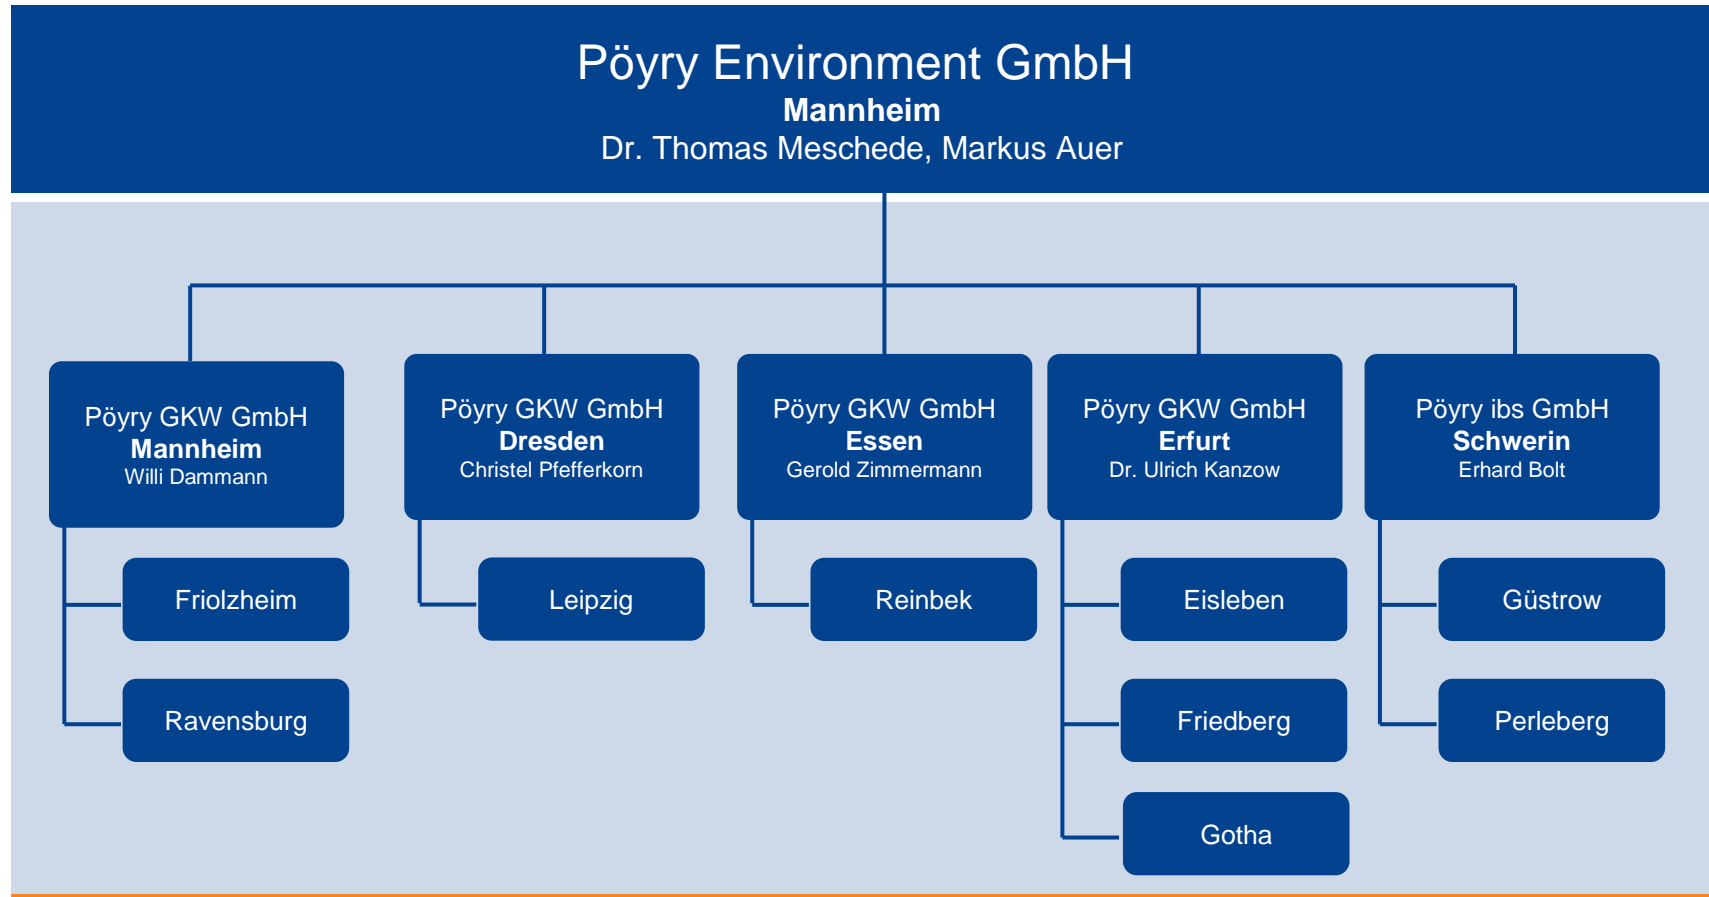 Pöyry Environment GmbH
Mannheim
Dr. Thomas Meschede, Markus Auer
Pöyry GKW GmbH
Mannheim
Willi Dammann
Friolzheim
Ravensburg
Pöyry GKW GmbH
Dresden
Christel Pfefferkorn
Leipzig
Pöyry GKW GmbH
Essen
Gerold Zimmermann
Reinbek
Pöyry GKW GmbH
Erfurt
Dr. Ulrich Kanzow
Eisleben
Friedberg
Gotha
Pöyry ibs GmbH
Schwerin
Erhard Bolt
Güstrow
Perleberg